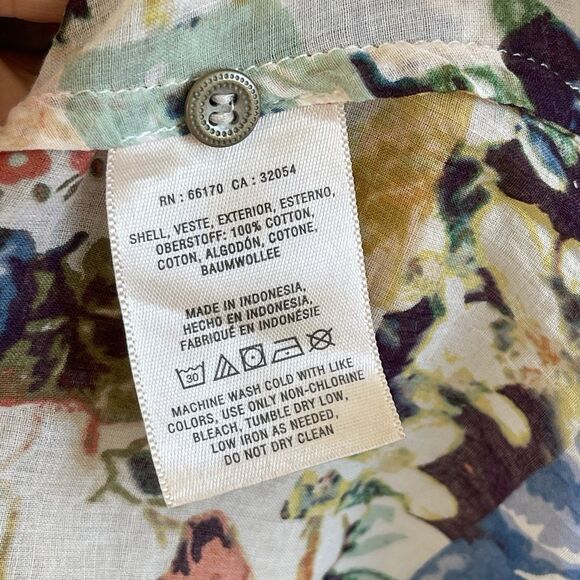 RN : 66170 CA : 32054
SHELL, VESTE, EXTERIOR, ESTERNO,
OBERSTOFF: 100% COTTON,
COTON, ALGODÓN, COTONE,
BAUMWOLLEE
MADE IN INDONESIA,
HECHO EN INDONESIA,
FABRIQUÉ EN INDONÉSIE
30
MACHINE WASH COLD WITH LIKE
COLORS, USE ONLY NON-CHLORINE
BLEACH, TUMBLE DRY LOW,
LOW IRON AS NEEDED,
DO NOT DRY CLEAN